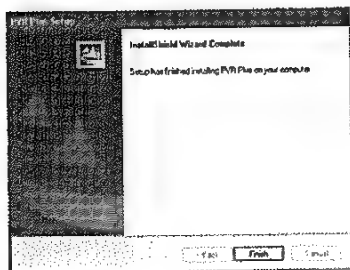 PVR Plus Setup
InstallShield Wizard Complete
Setup has finished installing PVR Plus on your computer.
< Back
Finish
Cancel